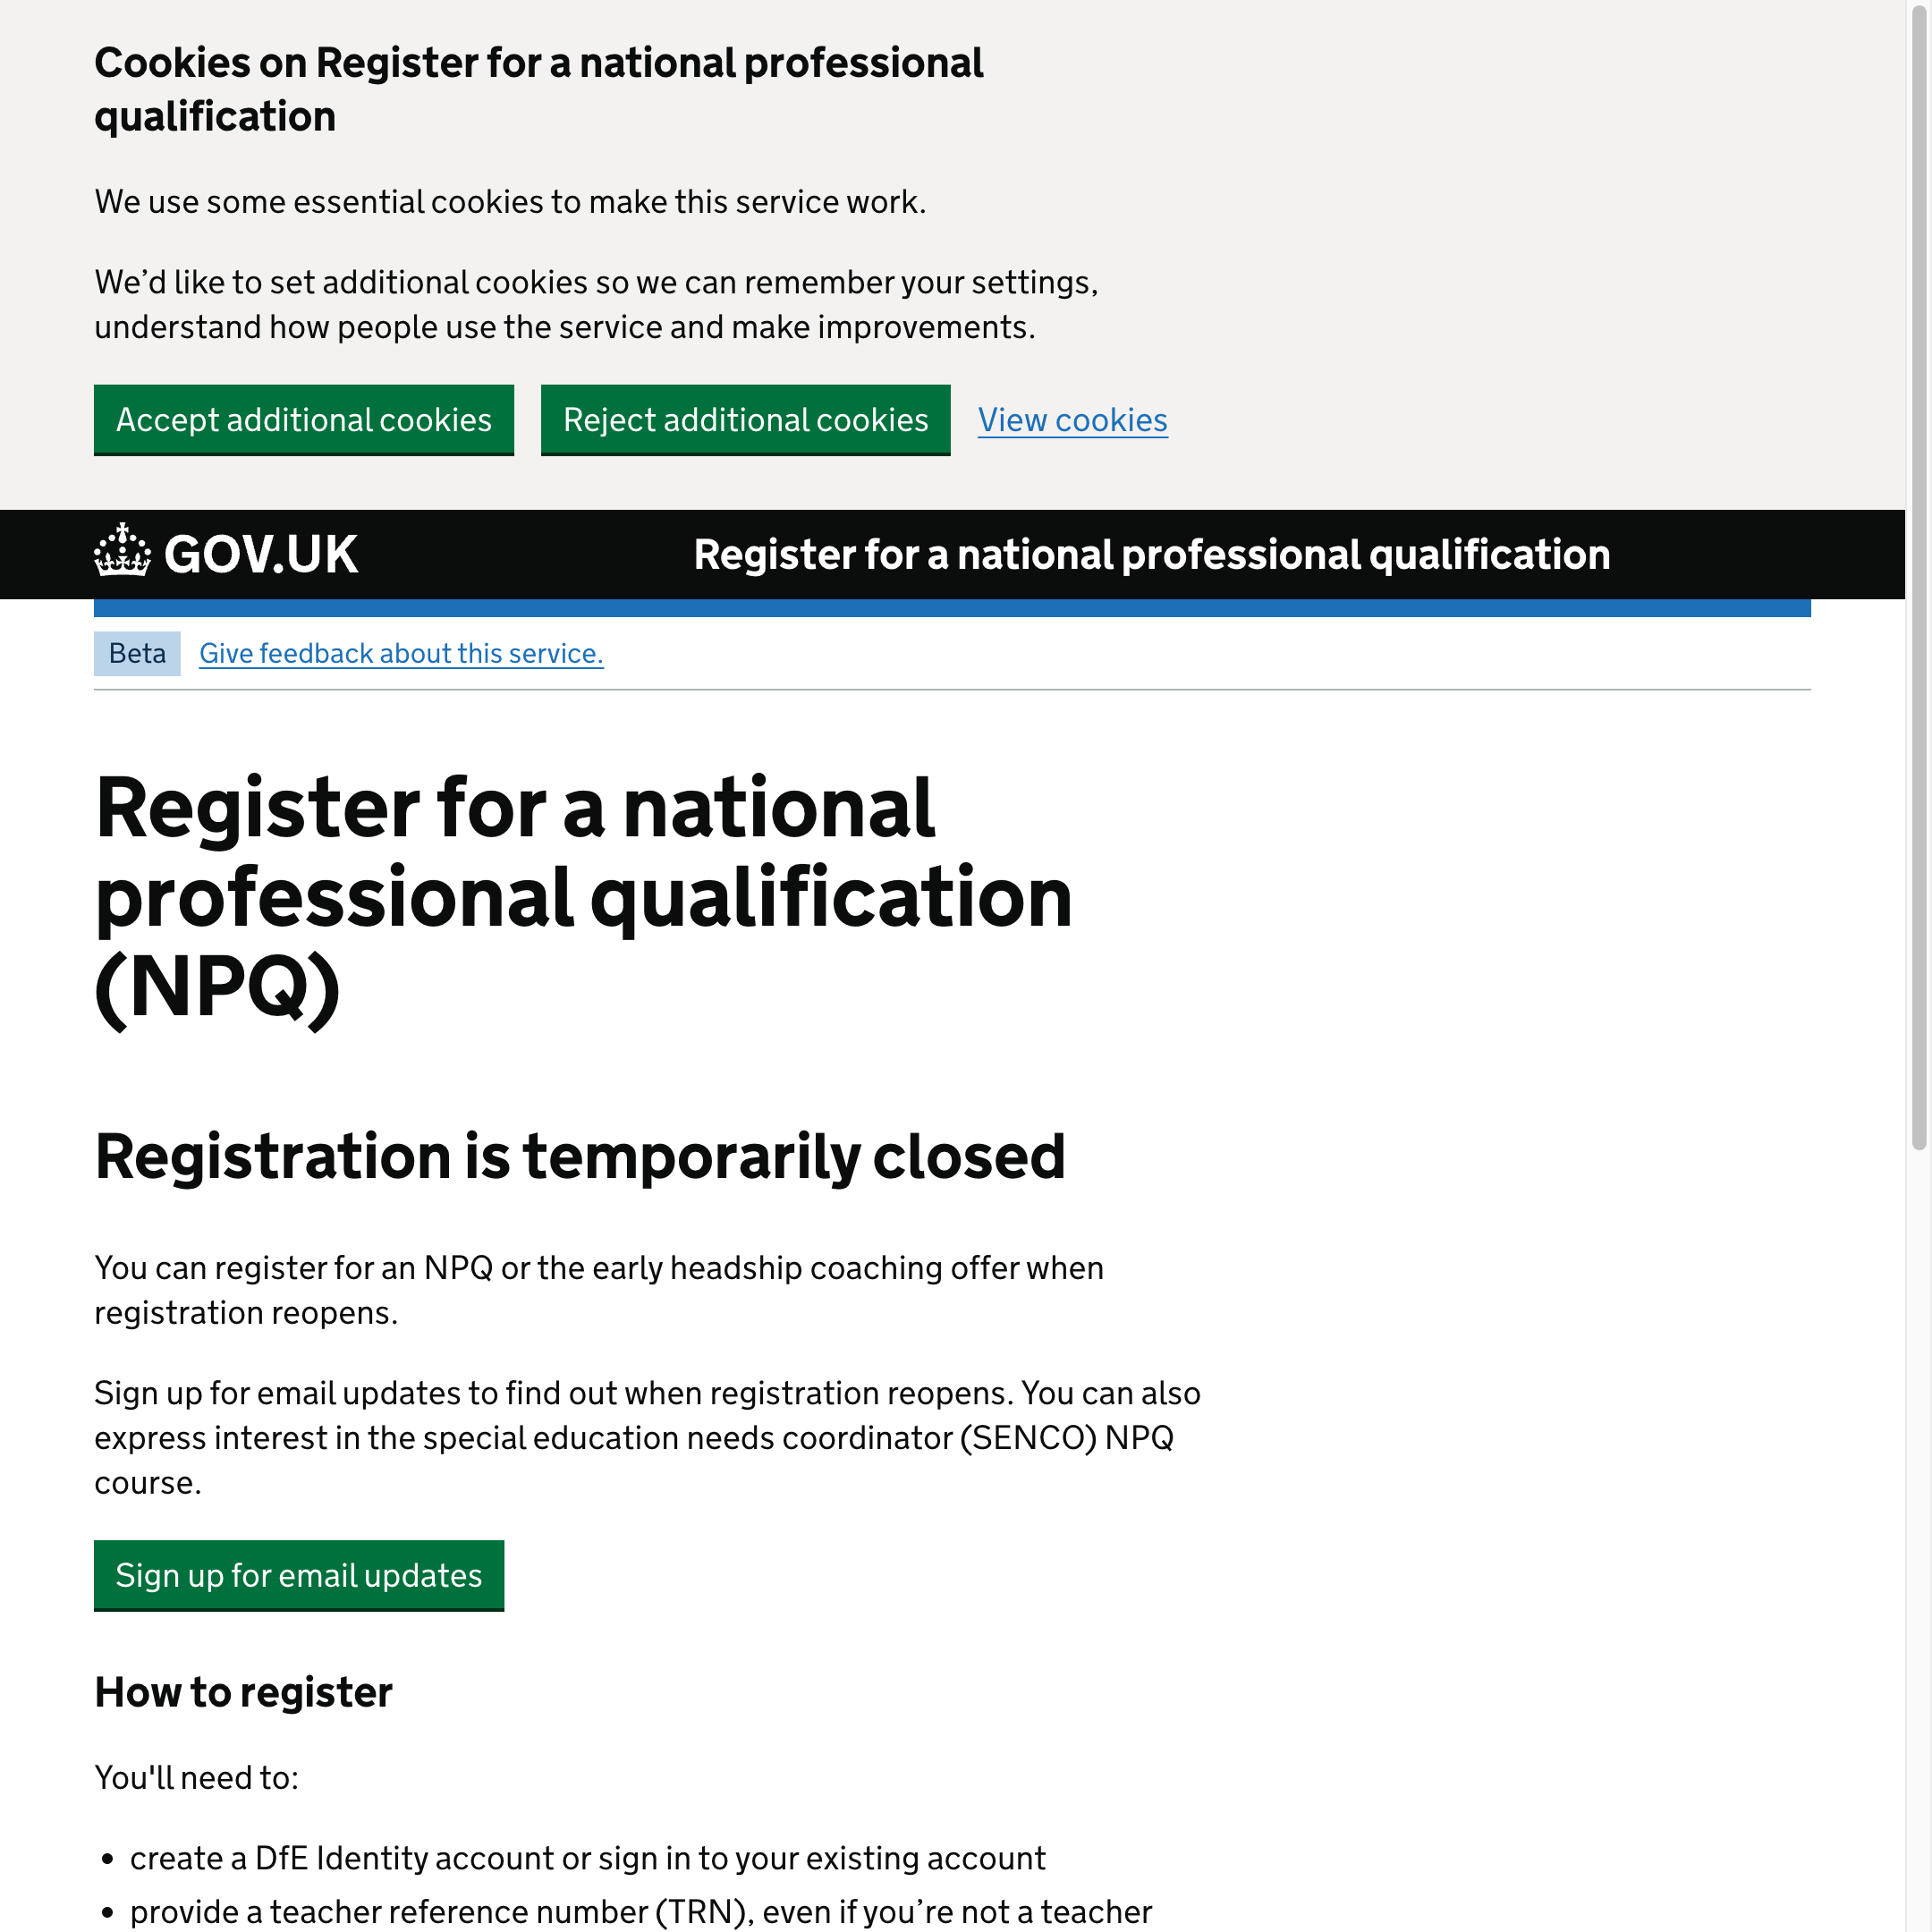 Cookies on Register for a national professional
qualification
We use some essential cookies to make this service work.
We’d like to set additional cookies so we can remember your settings,
understand how people use the service and make improvements.
Accept additional cookies Reject additional cookies View cookies
GOV.UK Register for a national professional qualification
Beta Give feedback about this service.
Register for a national
professional qualification
(NPQ)
Registration is temporarily closed
You can register for an NPQ or the early headship coaching offer when
registration reopens.
Sign up for email updates to find out when registration reopens. You can also
express interest in the special education needs coordinator (SENCO) NPQ
course.
Sign up for email updates
How to register
You'll need to:
• create a DfE Identity account or sign in to your existing account
• provide a teacher reference number (TRN), even if you’re not a teacher